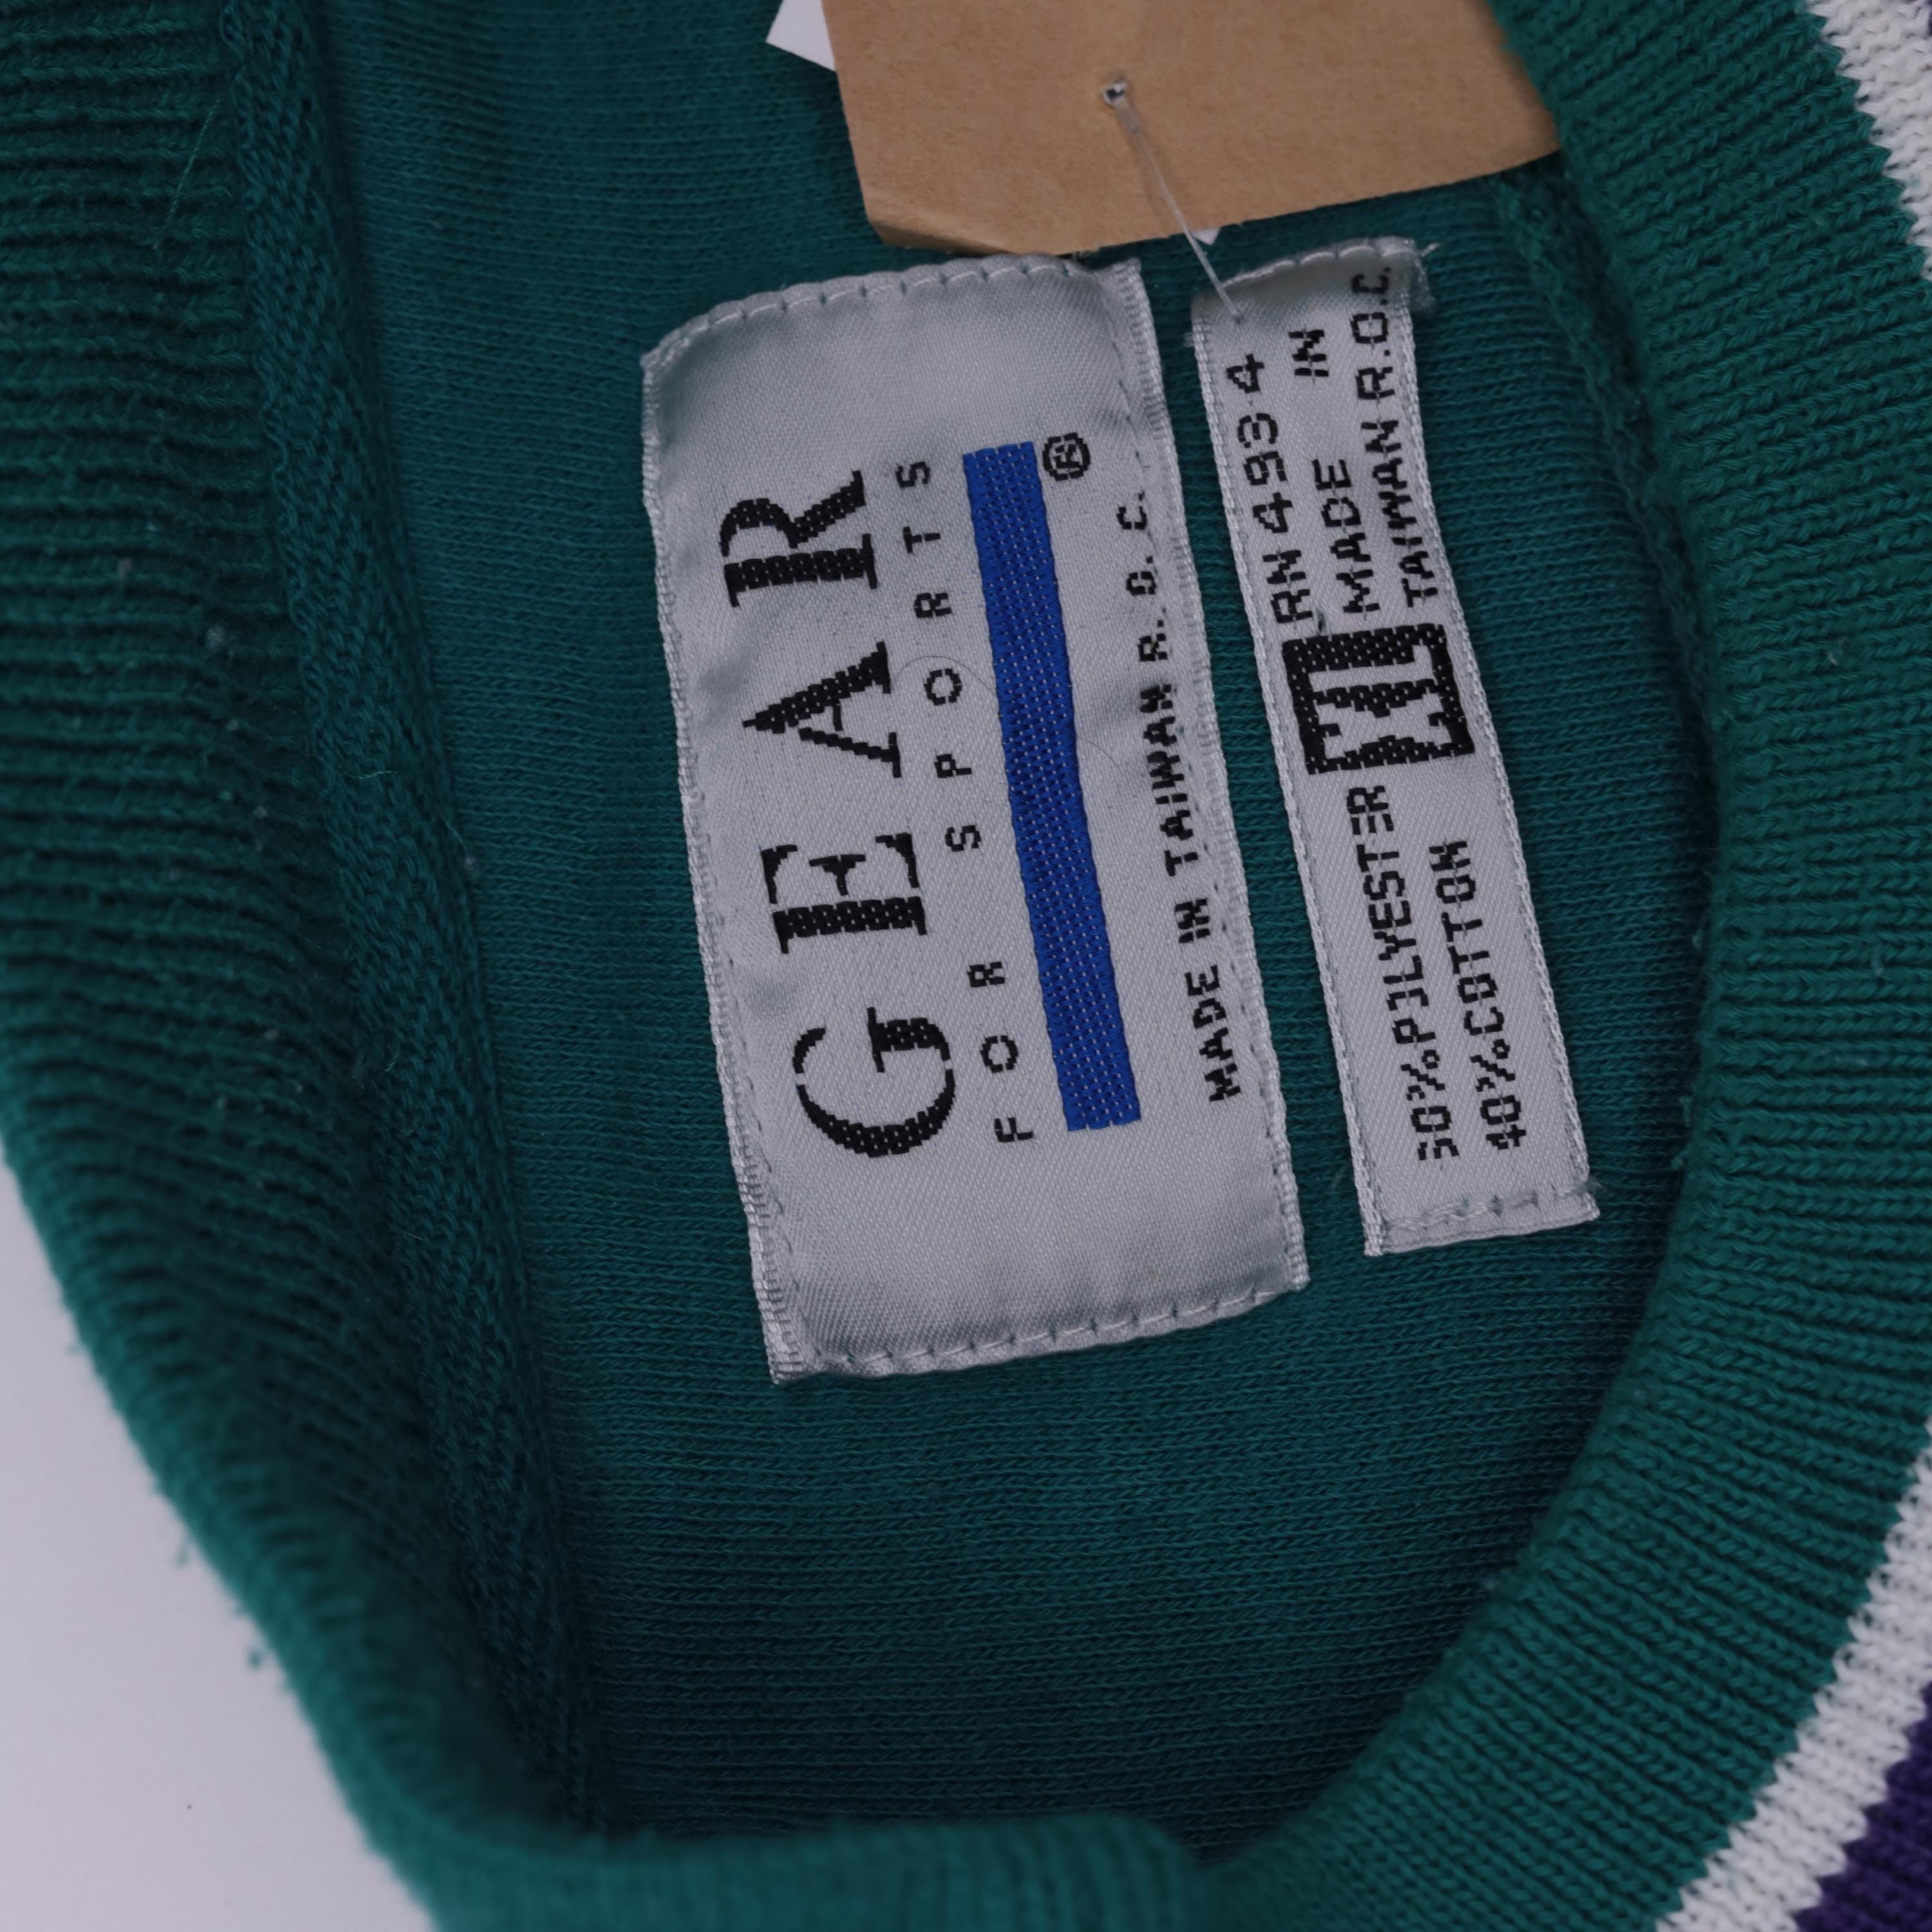 GEAR
FOR SPORTS
®
MADE IN TAIWAN R.O.C.
60%POLYESTER
40%COTTON
XL
RN 4934
MADE IN
TAIWAN R.O.C.